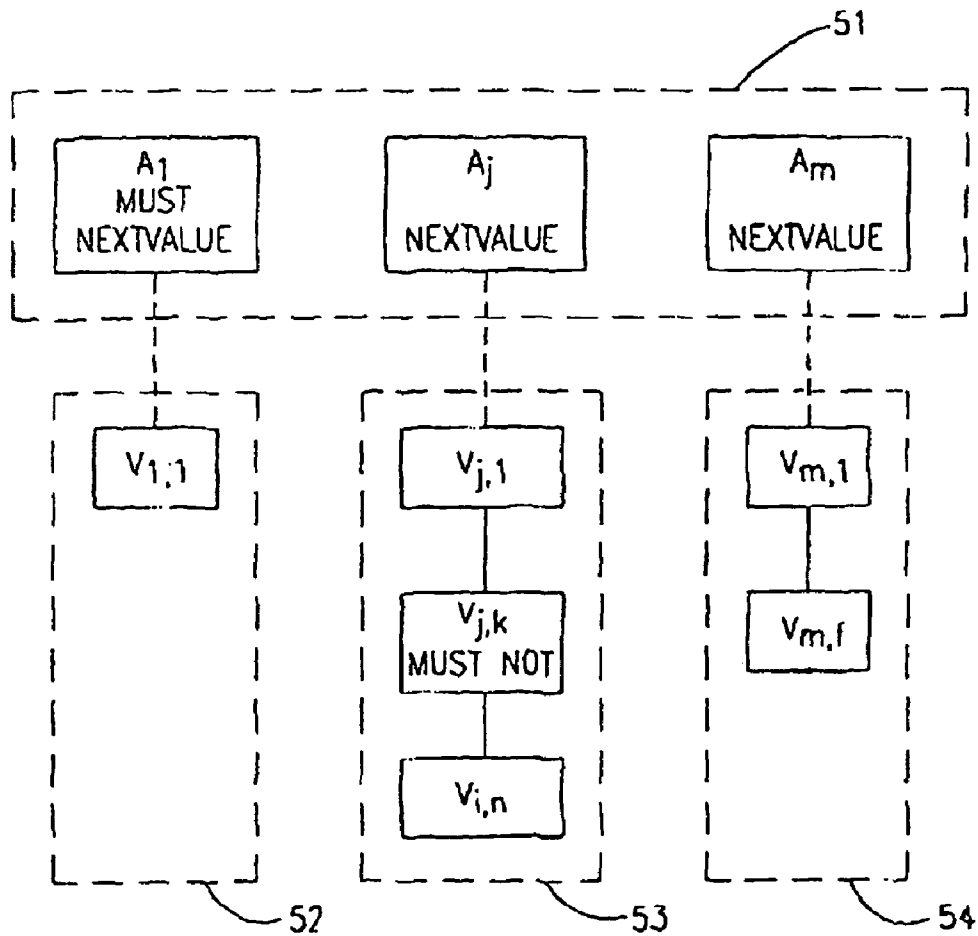 51
A1 Aj Am
MUST
NEXTVALUE NEXTVALUE NEXTVALUE
V1,j1 Vj,1 Vm,1
Vj,k
MUST NOT
Vm,f
Vi,n
52 53 54